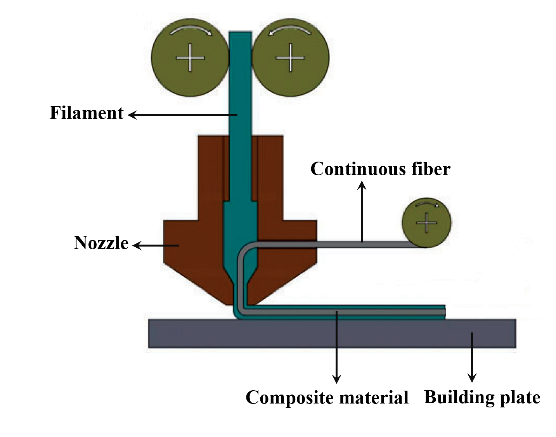 Filament
Continuous fiber
Nozzle
Composite material
Building plate